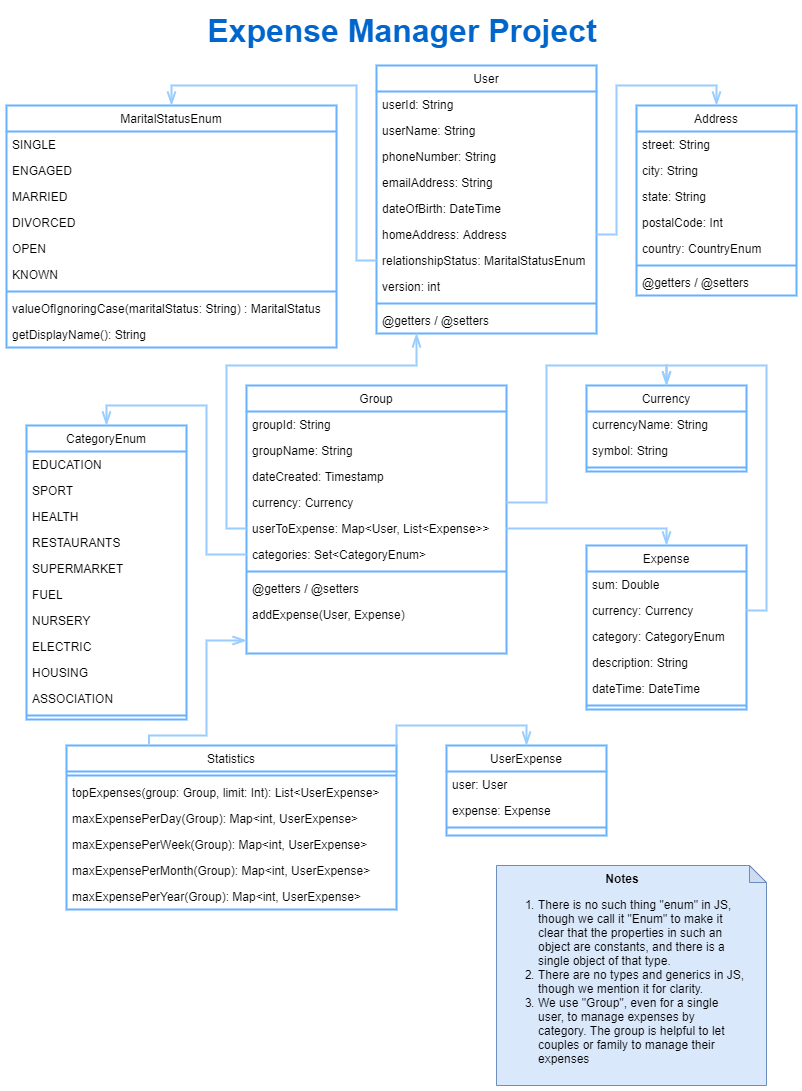 Expense Manager Project
User
userId: String
userName: String
phoneNumber: String
emailAddress: String
dateOfBirth: DateTime
homeAddress: Address
relationshipStatus: MaritalStatusEnum
version: int
@getters / @setters
MaritalStatusEnum
SINGLE
ENGAGED
MARRIED
DIVORCED
OPEN
KNOWN
valueOfIgnoringCase(maritalStatus: String) : MaritalStatus
getDisplayName(): String
Address
street: String
city: String
state: String
postalCode: Int
country: CountryEnum
@getters / @setters
Group
groupId: String
groupName: String
dateCreated: Timestamp
currency: Currency
userToExpense: Map<User, List<Expense>>
categories: Set<CategoryEnum>
@getters / @setters
addExpense(User, Expense)
Currency
currencyName: String
symbol: String
CategoryEnum
EDUCATION
SPORT
HEALTH
RESTAURANTS
SUPERMARKET
FUEL
NURSERY
ELECTRIC
HOUSING
ASSOCIATION
Expense
sum: Double
currency: Currency
category: CategoryEnum
description: String
dateTime: DateTime
Statistics
topExpenses(group: Group, limit: Int): List<UserExpense>
maxExpensePerDay(Group): Map<int, UserExpense>
maxExpensePerWeek(Group): Map<int, UserExpense>
maxExpensePerMonth(Group): Map<int, UserExpense>
maxExpensePerYear(Group): Map<int, UserExpense>
UserExpense
user: User
expense: Expense
Notes
1. There is no such thing "enum" in JS,
though we call it "Enum" to make it
clear that the properties in such an
object are constants, and there is a
single object of that type.
2. There are no types and generics in JS,
though we mention it for clarity.
3. We use "Group", even for a single
user, to manage expenses by
category. The group is helpful to let
couples or family to manage their
expenses